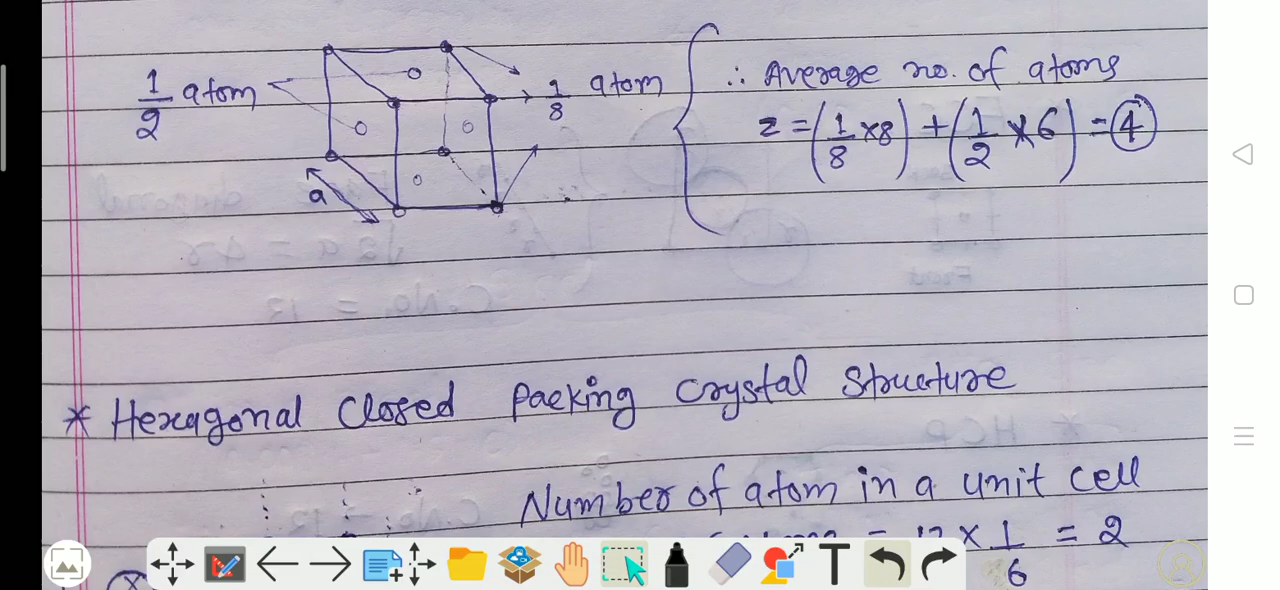 1/2 atom
1/8 atom
a
∴ Average no. of atoms
z = (1/8 × 8) + (1/2 × 6) = 4
* Hexagonal Closed Packing Crystal Structure
Number of atom in a unit cell
= 12 × 1/6 = 2
T